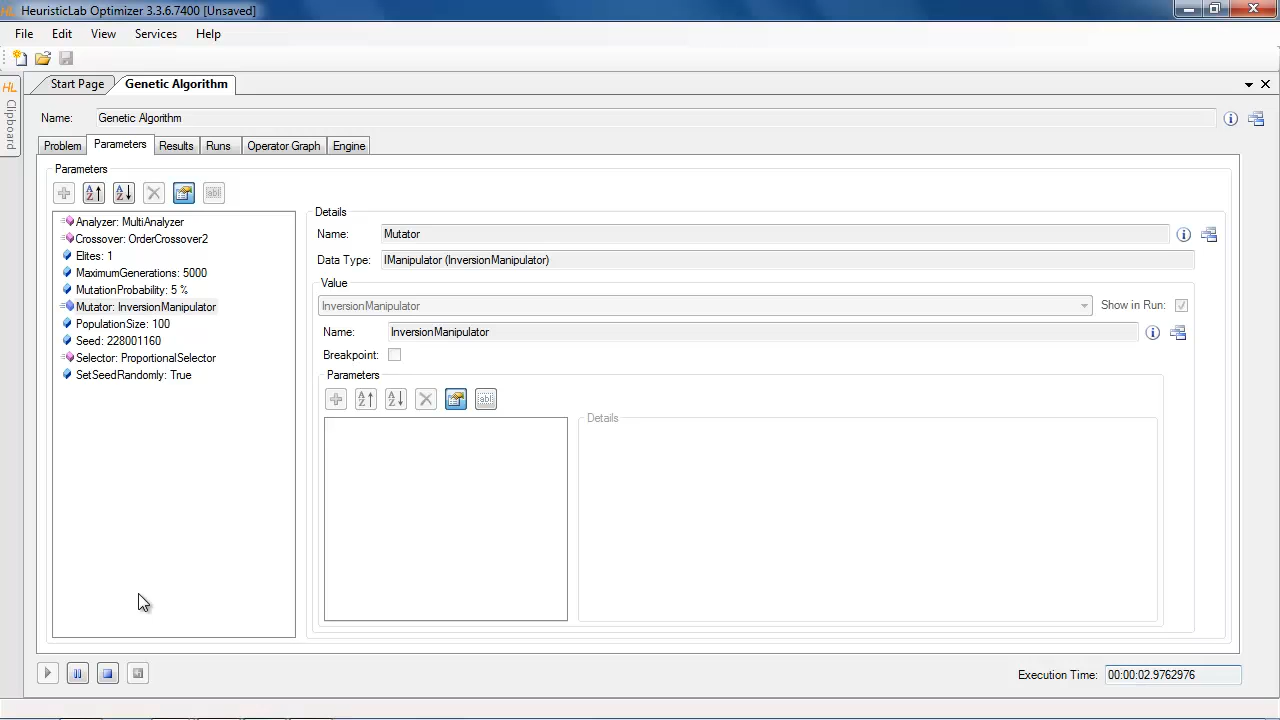 HL HeuristicLab Optimizer 3.3.6.7400 [Unsaved]
File Edit View Services Help
HL Clipboard
Start Page Genetic Algorithm
Name: Genetic Algorithm
Problem Parameters Results Runs Operator Graph Engine
Parameters
Analyzer: MultiAnalyzer
Crossover: OrderCrossover2
Elites: 1
MaximumGenerations: 5000
MutationProbability: 5 %
Mutator: InversionManipulator
PopulationSize: 100
Seed: 228001160
Selector: ProportionalSelector
SetSeedRandomly: True
Details
Name: Mutator
Data Type: IManipulator (InversionManipulator)
Value
InversionManipulator Show in Run:
Name: InversionManipulator
Breakpoint:
Parameters
Details
Execution Time: 00:00:02.9762976